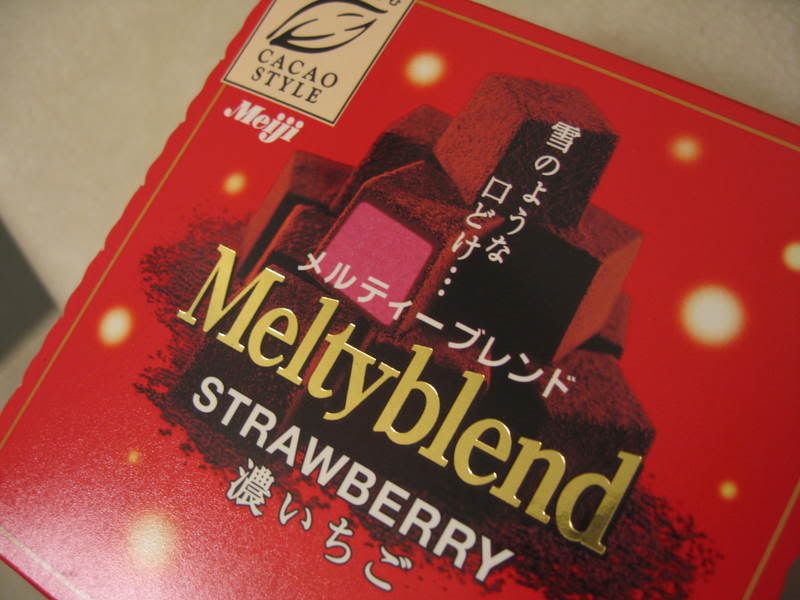 CACAO
STYLE
Meiji
雪のような
口どけ…
メルティーブレンド
Meltyblend
STRAWBERRY
濃いちご